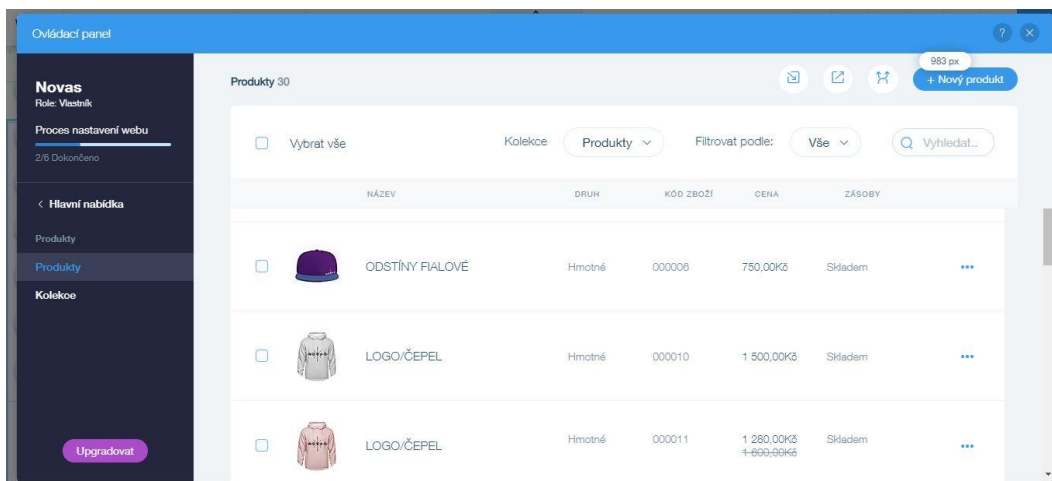 Ovládací panel
?
Novas
Role: Vlastník
Proces nastavení webu
2/6 Dokončeno
Hlavní nabídka
Produkty
Produkty
Kolekce
Upgradovat
Produkty 30
983 px
+ Nový produkt
Vybrat vše
Kolekce
Produkty
Filtrovat podle:
Vše
Vyhledat..
NÁZEV DRUH KÓD ZBOŽÍ CENA ZÁSOBY
ODSTÍNY FIALOVÉ Hmotné 000006 750,00Kč Skladem
LOGO/ČEPEL Hmotné 000010 1 500,00Kč Skladem
LOGO/ČEPEL Hmotné 000011 1 280,00Kč Skladem
1 600,00Kč